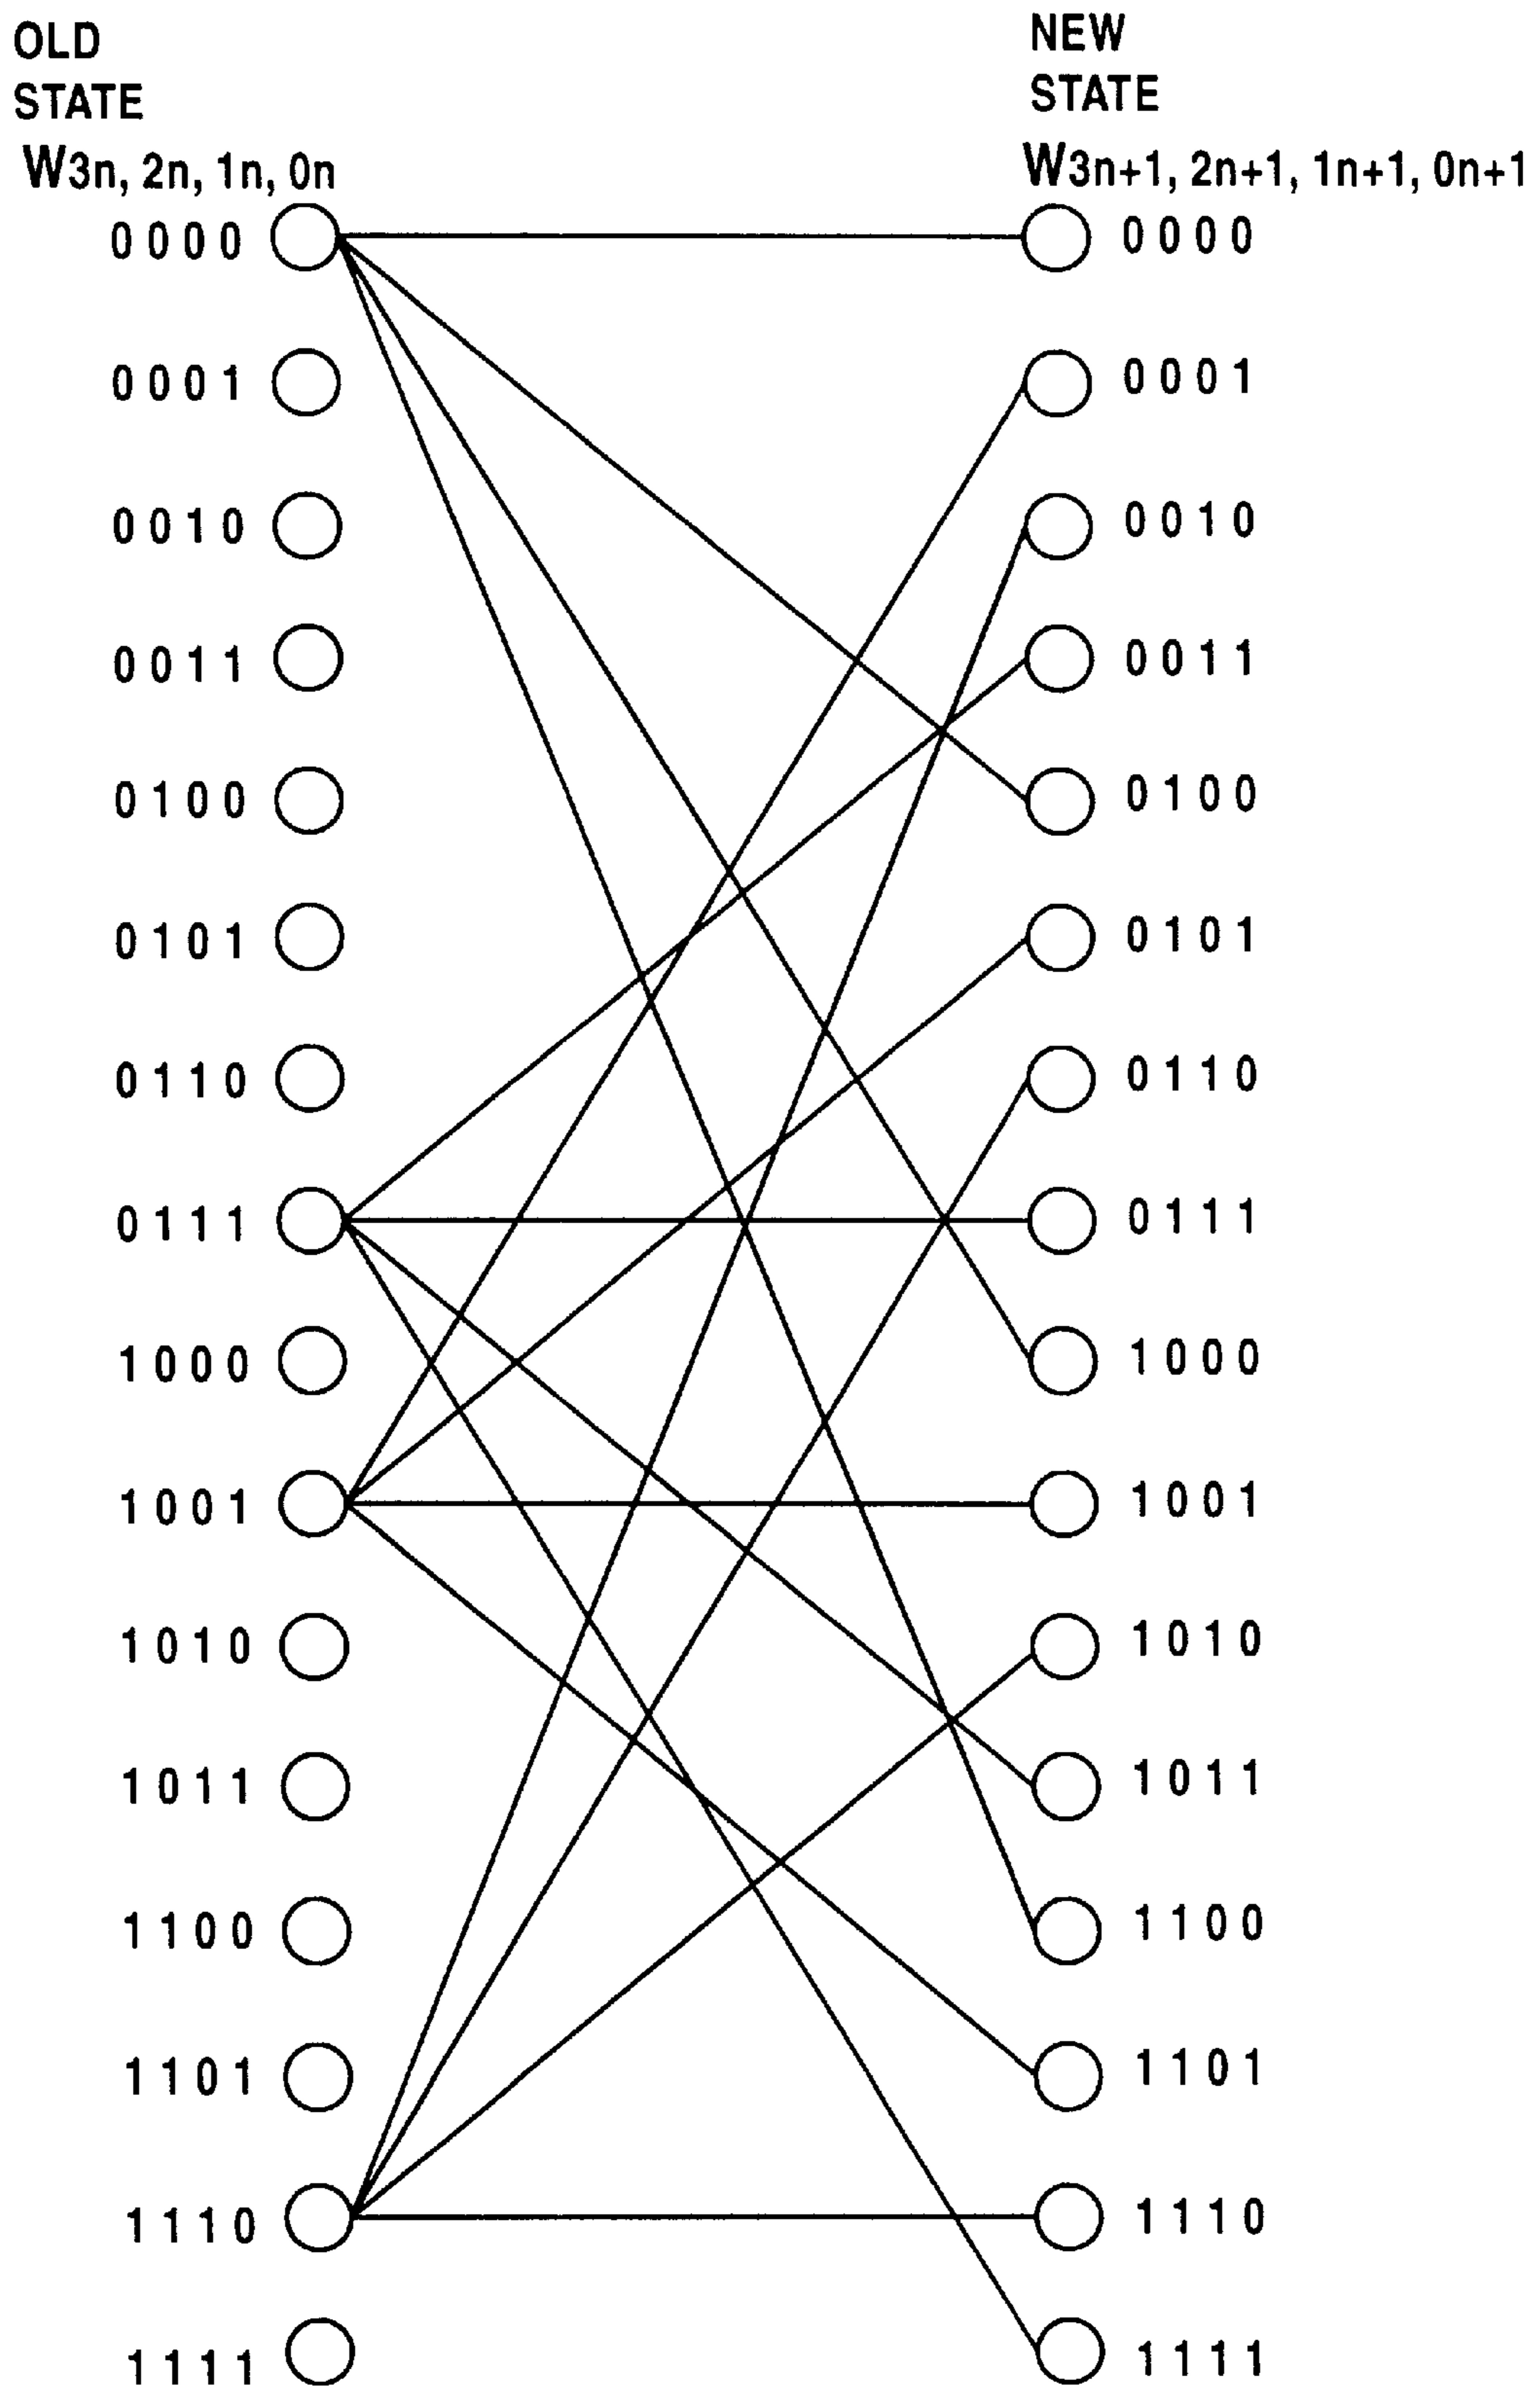 OLD
STATE
W3n, 2n, 1n, 0n
NEW
STATE
W3n+1, 2n+1, 1n+1, 0n+1
0 0 0 0
0 0 0 0
0 0 0 1
0 0 0 1
0 0 1 0
0 0 1 0
0 0 1 1
0 0 1 1
0 1 0 0
0 1 0 0
0 1 0 1
0 1 0 1
0 1 1 0
0 1 1 0
0 1 1 1
0 1 1 1
1 0 0 0
1 0 0 0
1 0 0 1
1 0 0 1
1 0 1 0
1 0 1 0
1 0 1 1
1 0 1 1
1 1 0 0
1 1 0 0
1 1 0 1
1 1 0 1
1 1 1 0
1 1 1 0
1 1 1 1
1 1 1 1